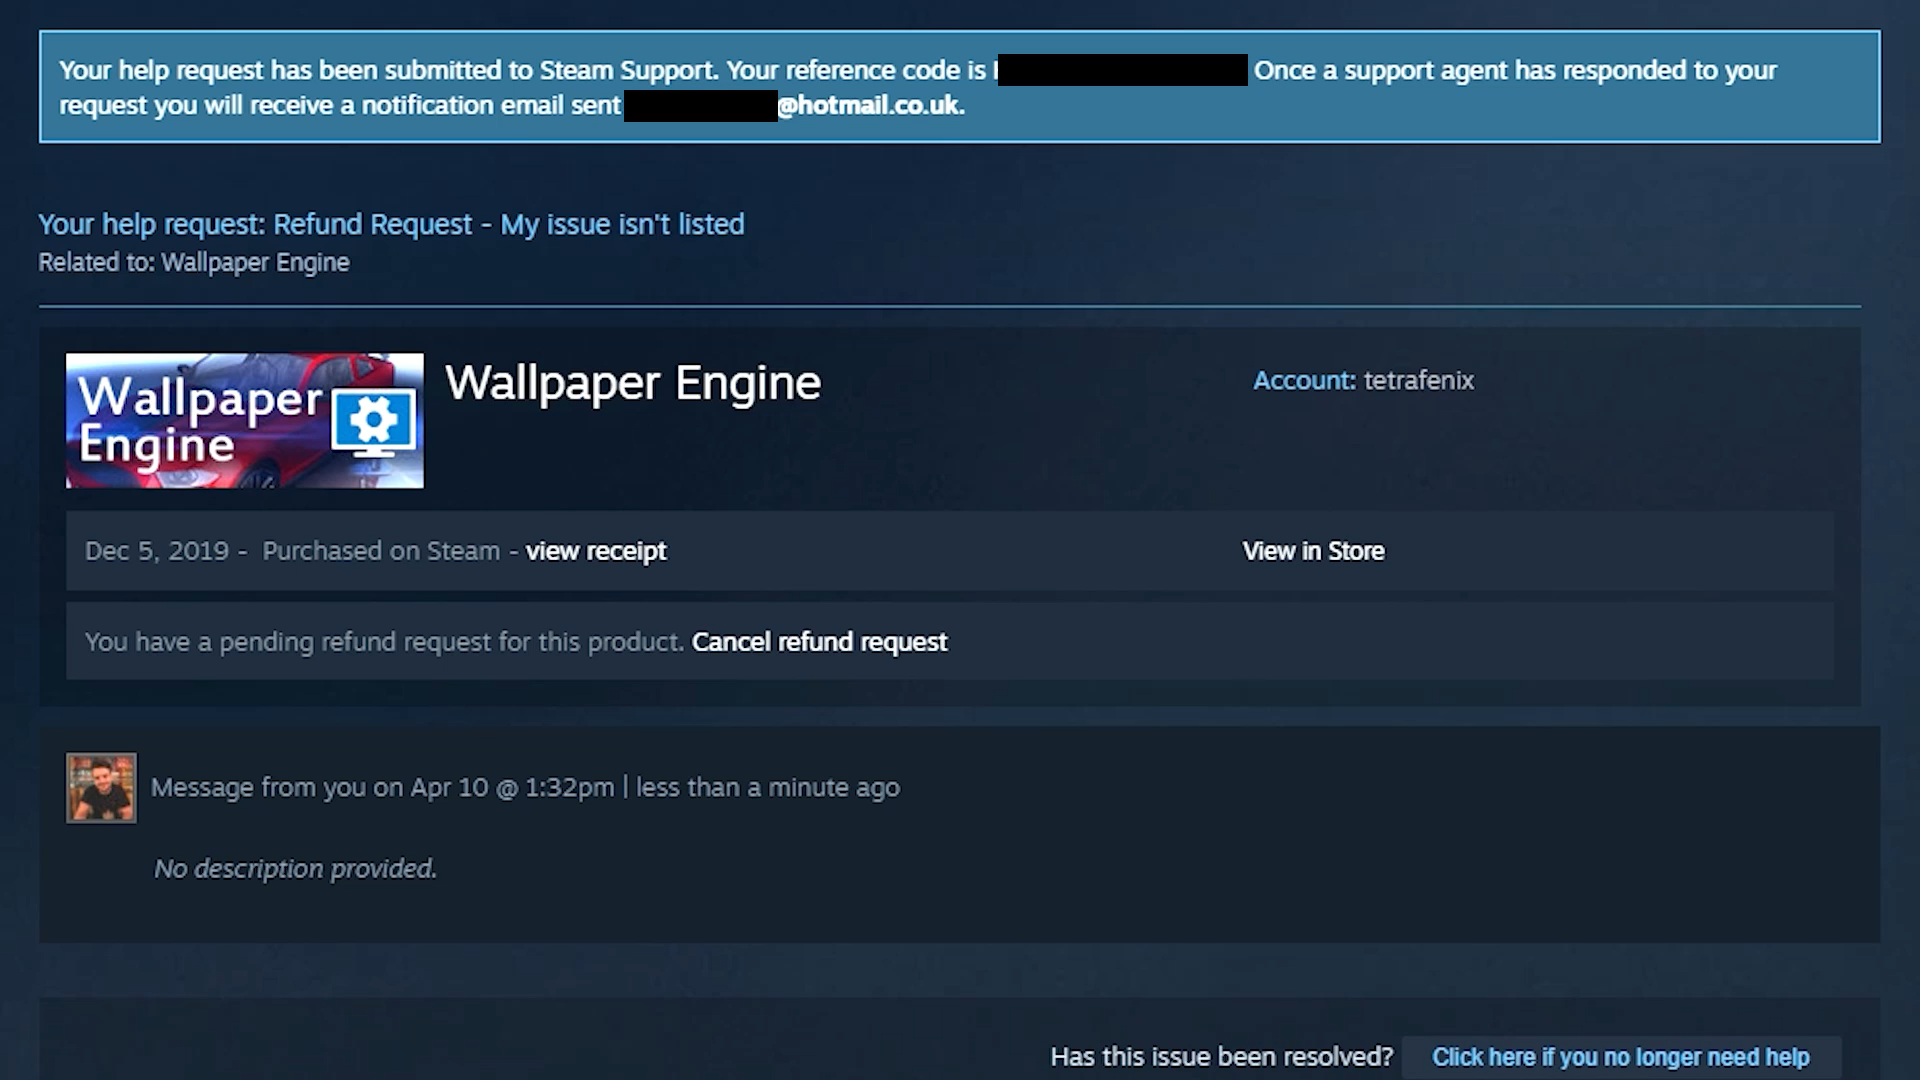 Your help request has been submitted to Steam Support. Your reference code is Once a support agent has responded to your
request you will receive a notification email sent @hotmail.co.uk.
Your help request: Refund Request - My issue isn't listed
Related to: Wallpaper Engine
Wallpaper
Engine
Wallpaper Engine
Account: tetrafenix
Dec 5, 2019 - Purchased on Steam - view receipt
View in Store
You have a pending refund request for this product. Cancel refund request
Message from you on Apr 10 @ 1:32pm | less than a minute ago
No description provided.
Has this issue been resolved? Click here if you no longer need help